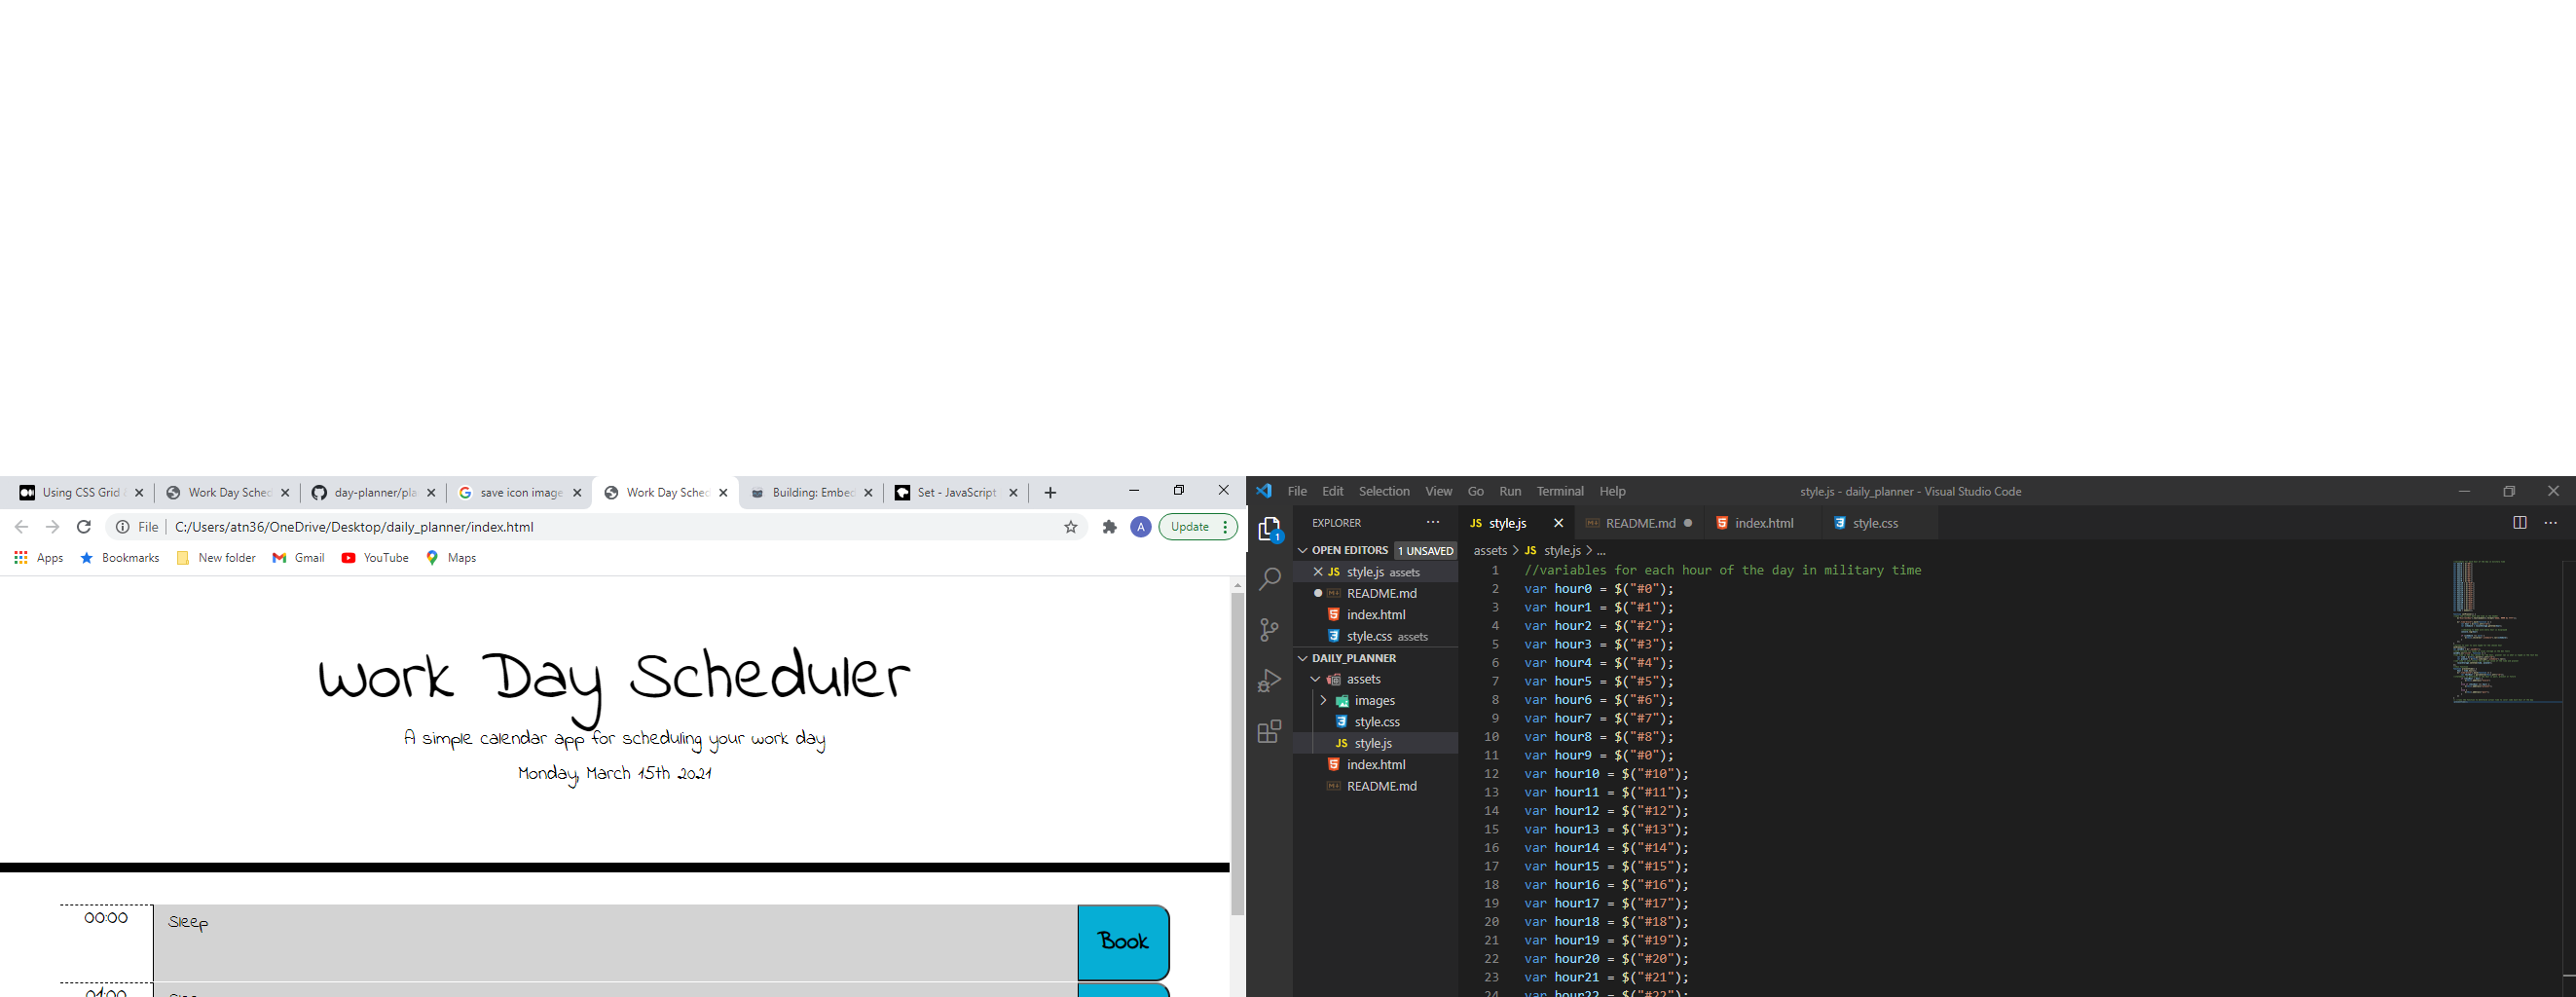 Using CSS Grid
Work Day Sched
day-planner/pla
save icon image
Work Day Sched
Building: Embed
Set - JavaScript
File C:/Users/atn36/OneDrive/Desktop/daily_planner/index.html
A
Update
Apps Bookmarks New folder Gmail YouTube Maps
Work Day Scheduler
A simple calendar app for scheduling your work day
Monday, March 15th 2021
00:00
Sleep
Book
01:00
File Edit Selection View Go Run Terminal Help
style.js - daily_planner - Visual Studio Code
1
EXPLORER
OPEN EDITORS 1 UNSAVED
JS style.js assets
README.md
index.html
style.css assets
DAILY_PLANNER
assets
images
style.css
JS style.js
index.html
README.md
JS style.js README.md index.html style.css
assets > JS style.js > ...
1 //variables for each hour of the day in military time
2 var hour0 = $("#0");
3 var hour1 = $("#1");
4 var hour2 = $("#2");
5 var hour3 = $("#3");
6 var hour4 = $("#4");
7 var hour5 = $("#5");
8 var hour6 = $("#6");
9 var hour7 = $("#7");
10 var hour8 = $("#8");
11 var hour9 = $("#0");
12 var hour10 = $("#10");
13 var hour11 = $("#11");
14 var hour12 = $("#12");
15 var hour13 = $("#13");
16 var hour14 = $("#14");
17 var hour15 = $("#15");
18 var hour16 = $("#16");
19 var hour17 = $("#17");
20 var hour18 = $("#18");
21 var hour19 = $("#19");
22 var hour20 = $("#20");
23 var hour21 = $("#21");
24 var hour22 = $("#22");